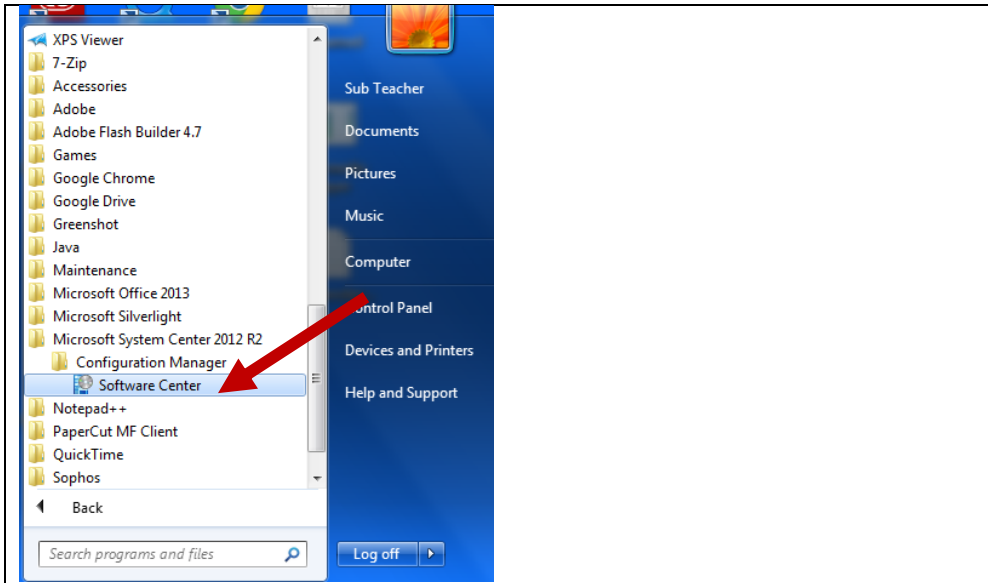 XPS Viewer
7-Zip
Accessories
Adobe
Adobe Flash Builder 4.7
Games
Google Chrome
Google Drive
Greenshot
Java
Maintenance
Microsoft Office 2013
Microsoft Silverlight
Microsoft System Center 2012 R2
Configuration Manager
Software Center
Notepad++
PaperCut MF Client
QuickTime
Sophos
Back
Search programs and files
Sub Teacher
Documents
Pictures
Music
Computer
Control Panel
Devices and Printers
Help and Support
Log off